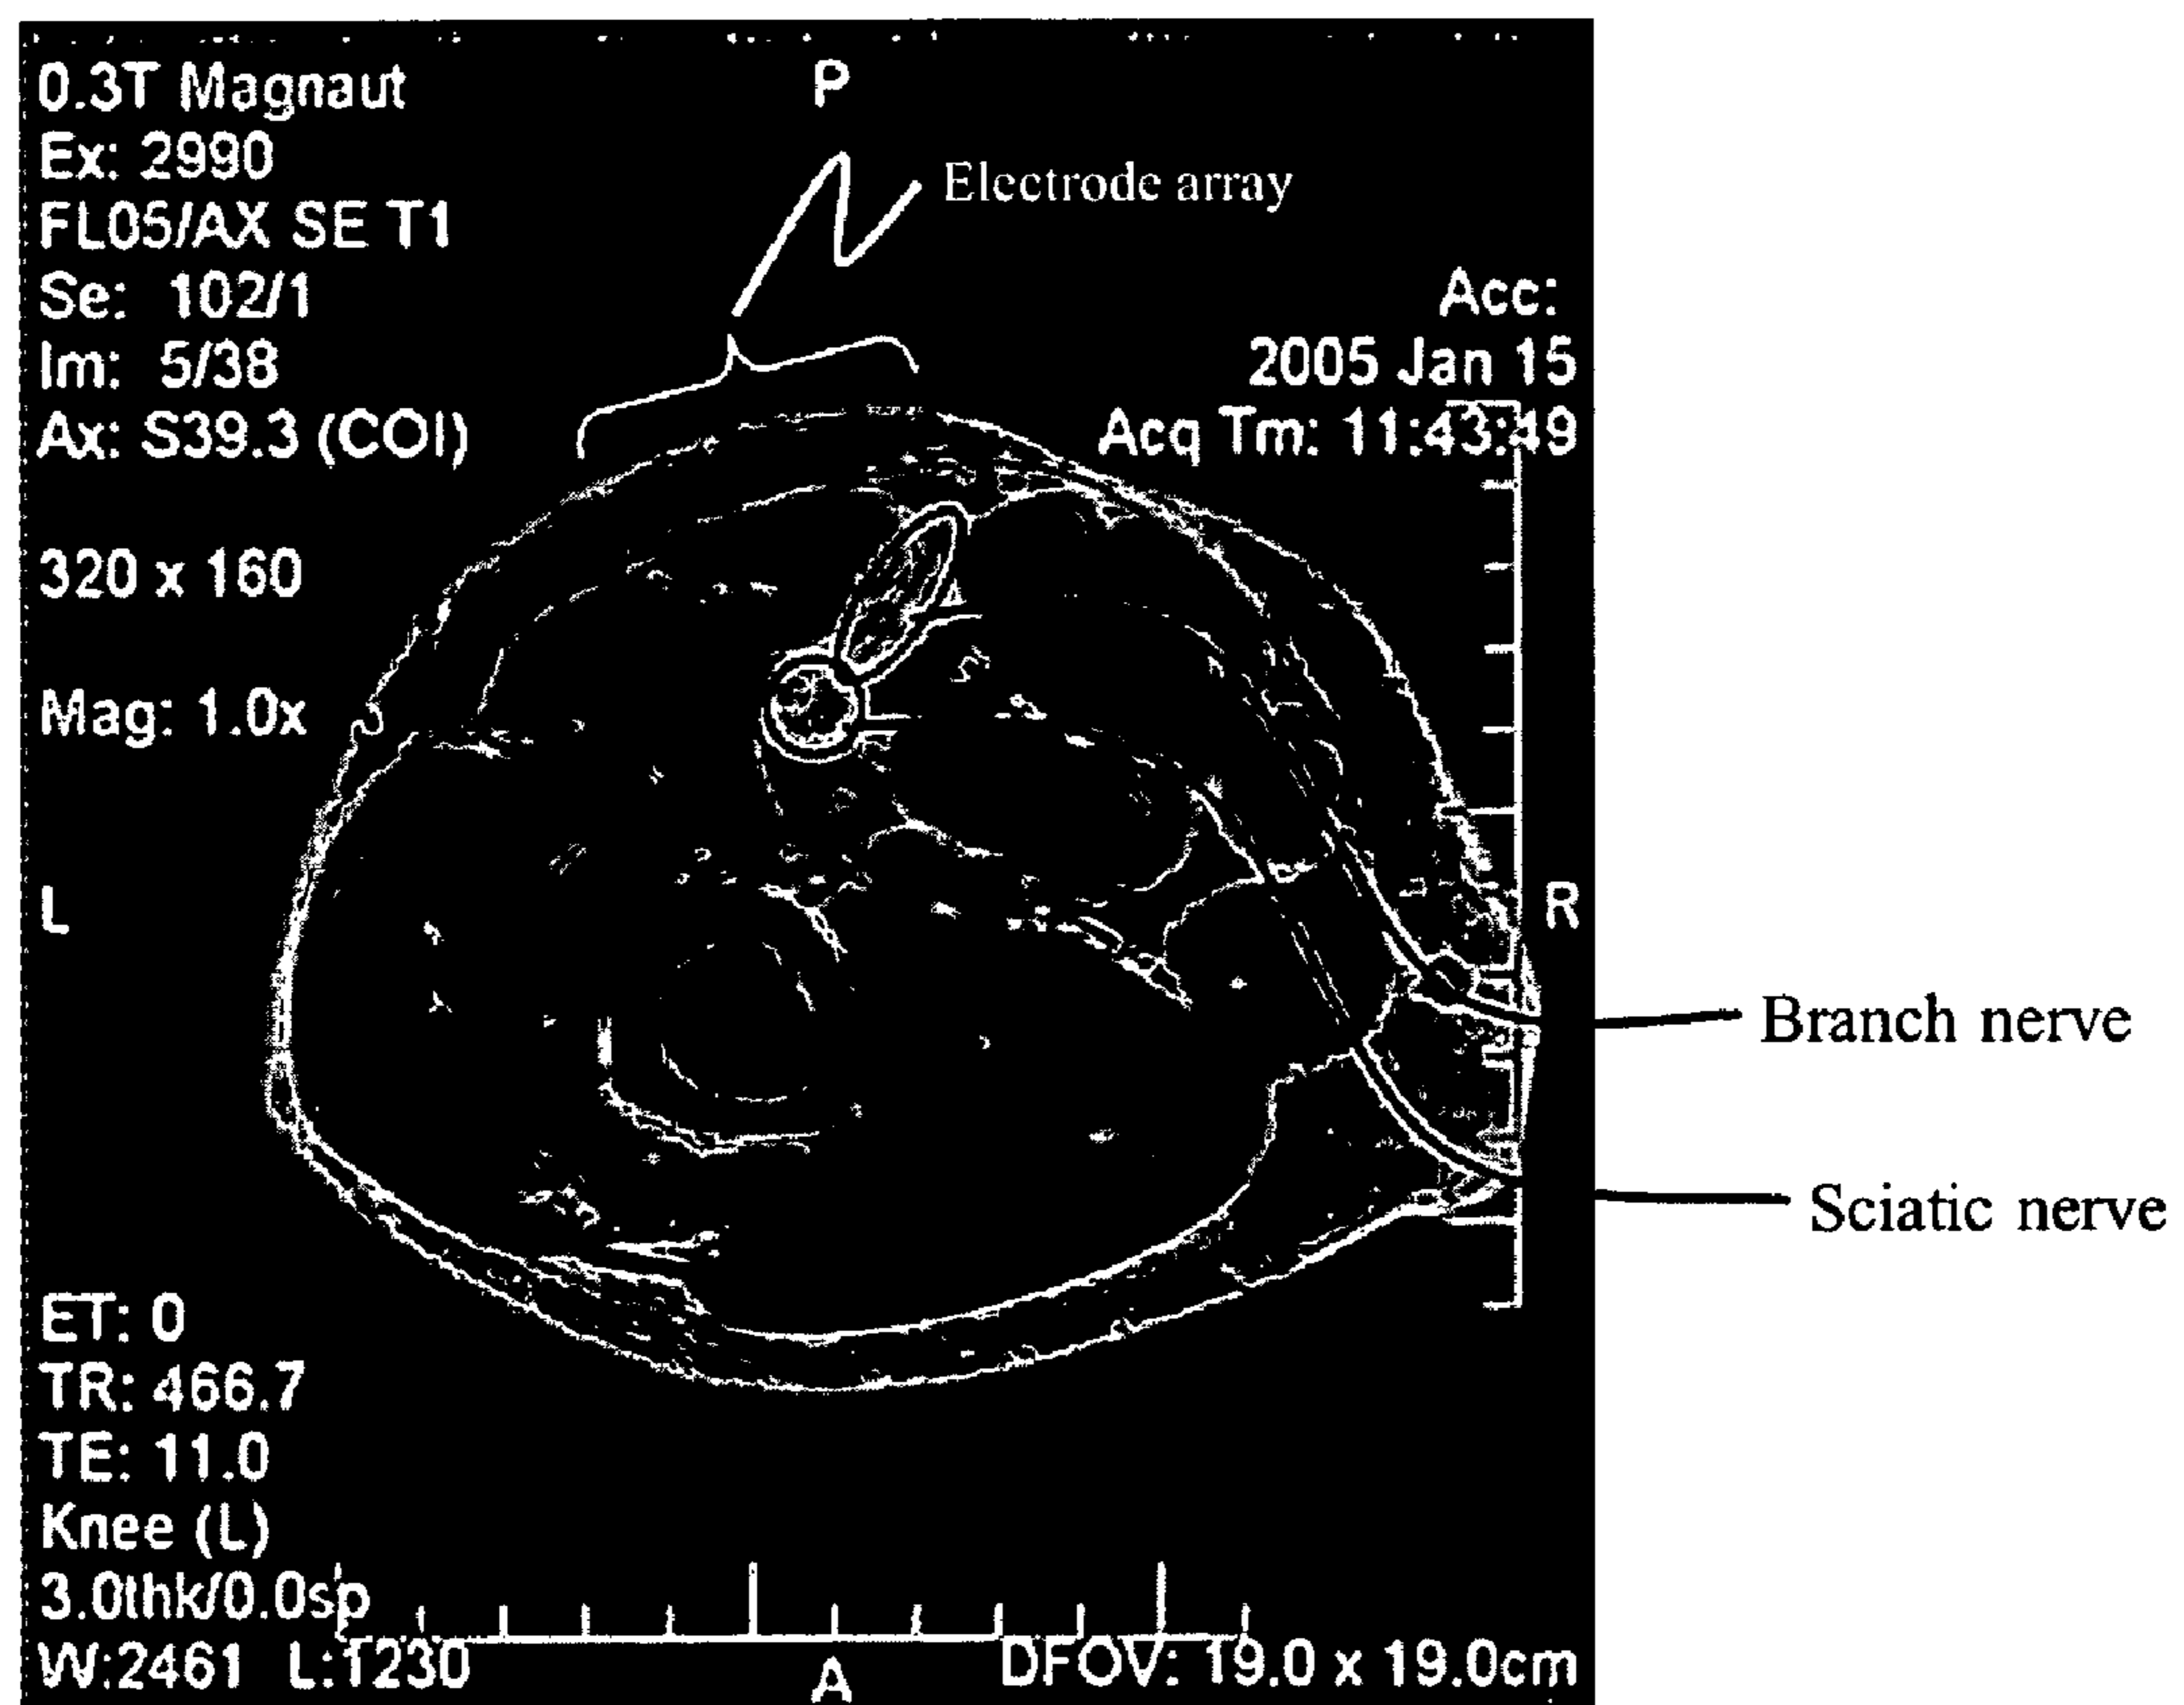 0.3T Magnaut
P
Ex: 2990
Electrode array
FL05/AX SE T1
Se: 102/1
Acc:
Im: 5/38
2005 Jan 15
Ax: S39.3 (COI)
Acq Tm: 11:43:49
320 x 160
Mag: 1.0x
L
R
Branch nerve
Sciatic nerve
ET: 0
TR: 466.7
TE: 11.0
Knee (L)
3.0thk/0.0sp
W:2461 L:1230
A
DFOV: 19.0 x 19.0cm